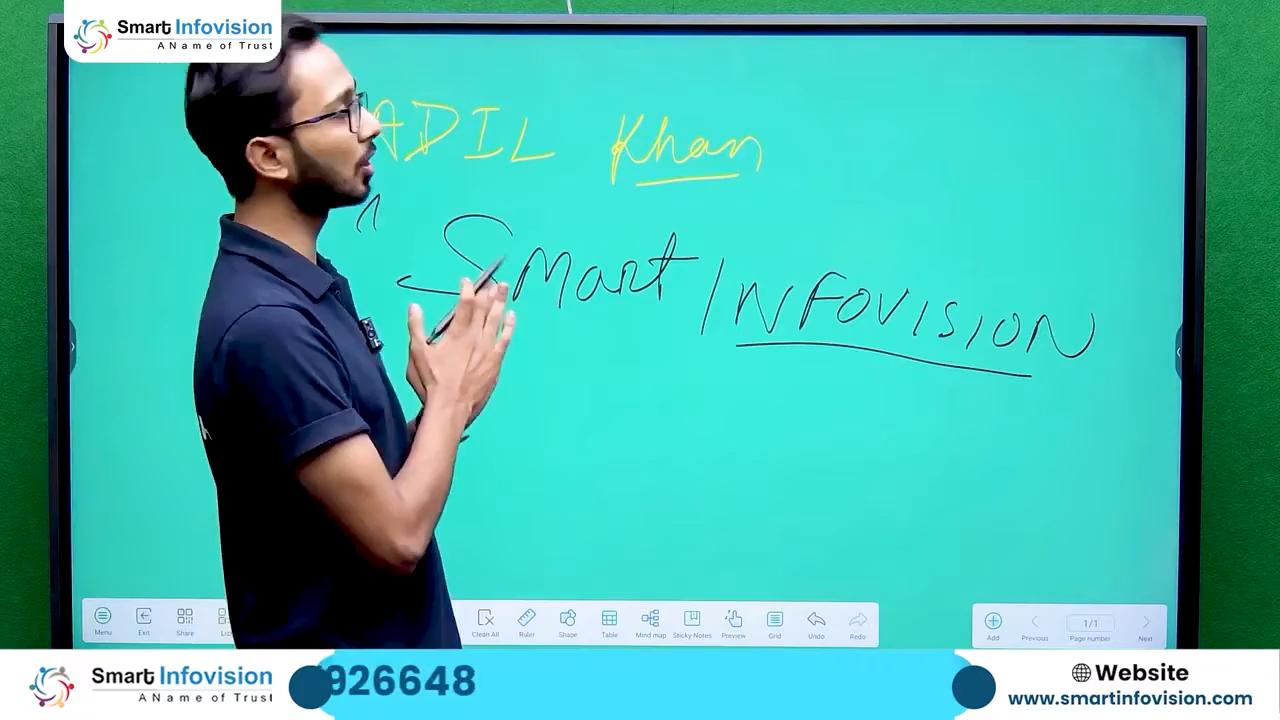 Smart Infovision
A Name of Trust
ADIL Khan
Smart INFOVISION
Menu
Exit
Share
Clean All
Ruler
Shape
Table
Mind map
Sticky Notes
Preview
Grid
Undo
Redo
Add
Previous
1/1
Page number
Next
Smart Infovision
A Name of Trust
926648
Website
www.smartinfovision.com